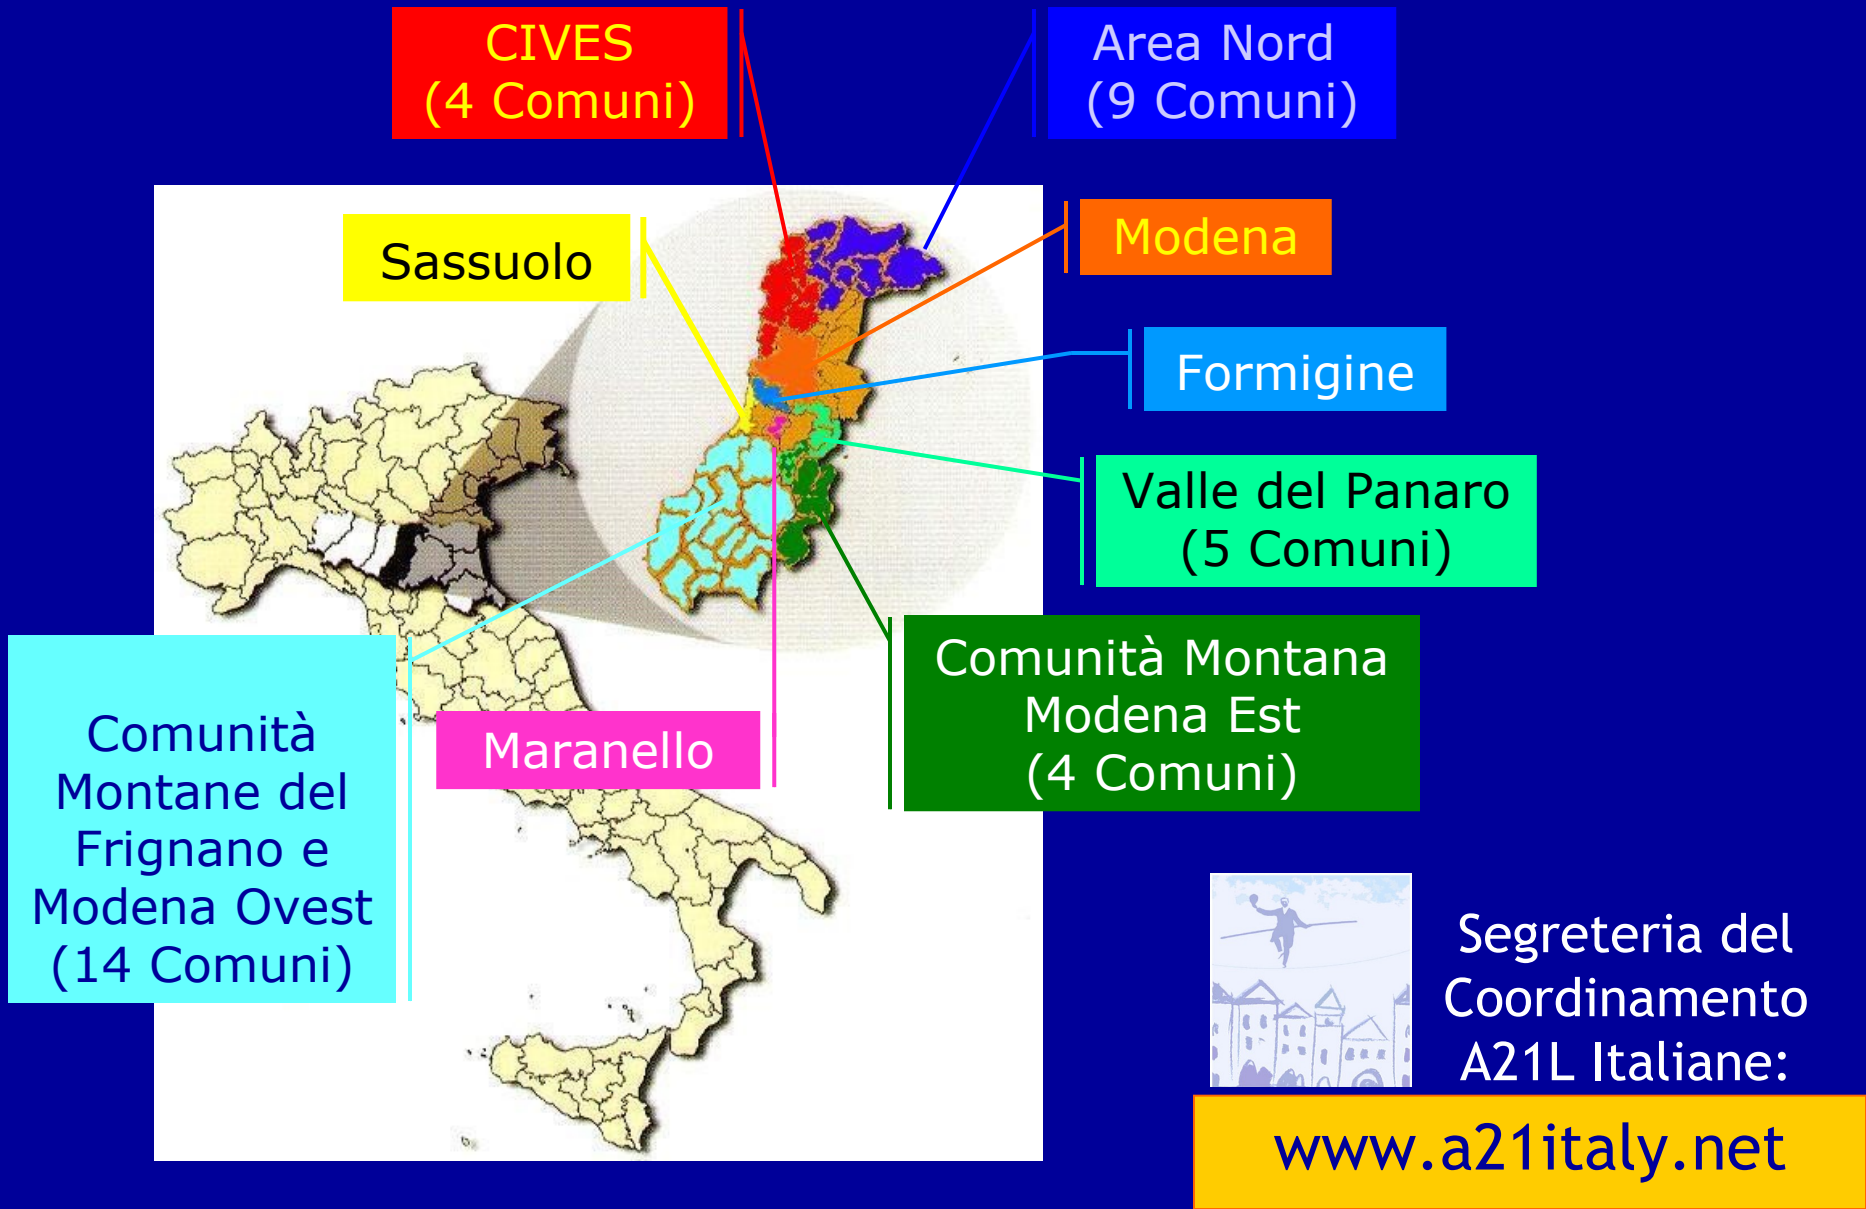 CIVES
(4 Comuni)
Area Nord
(9 Comuni)
Sassuolo
Modena
Formigine
Valle del Panaro
(5 Comuni)
Comunità Montana
Modena Est
(4 Comuni)
Maranello
Comunità
Montane del
Frignano e
Modena Ovest
(14 Comuni)
Segreteria del
Coordinamento
A21L Italiane:
www.a21italy.net